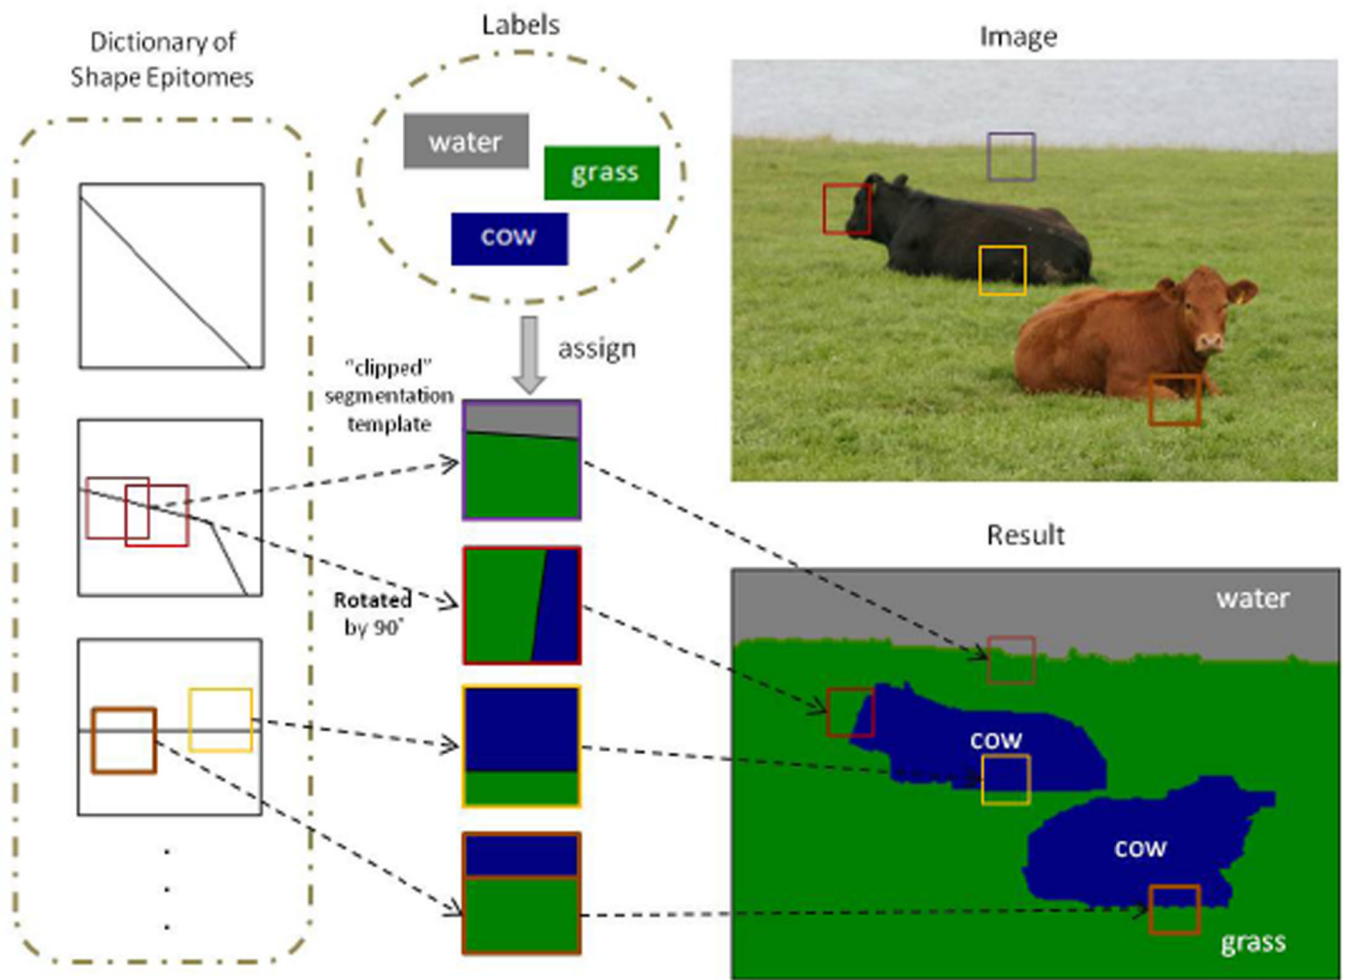 Dictionary of
Shape Epitomes
Labels
water
grass
cow
assign
Image
"clipped"
segmentation
template
Rotated
by 90°
Result
water
cow
cow
grass